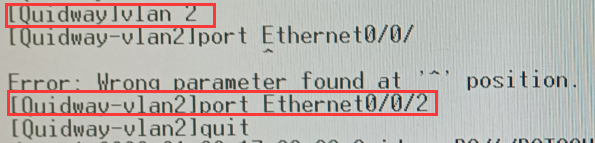 [Quidway]vlan 2
[Quidway-vlan2]port Ethernet0/0/
^
Error: Wrong parameter found at '^' position.
[Quidway-vlan2]port Ethernet0/0/2
[Quidway-vlan2]quit